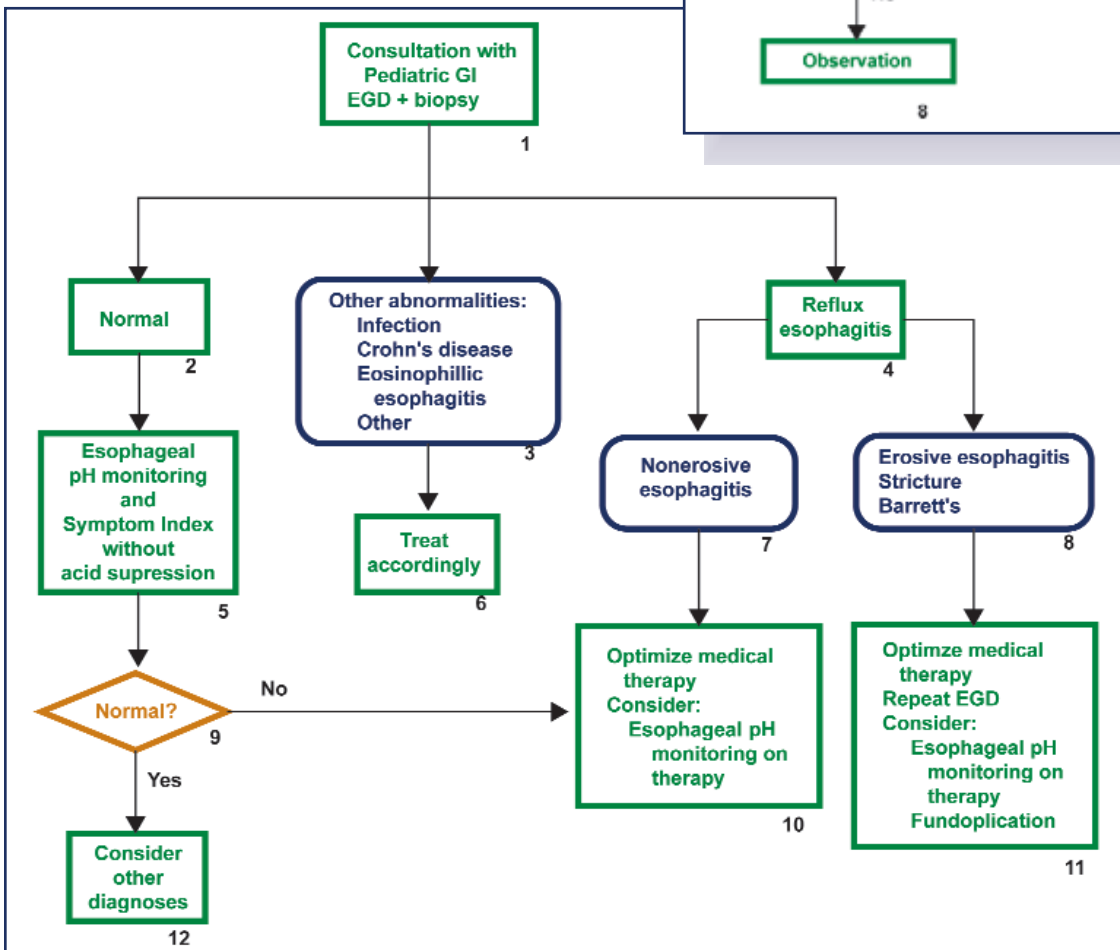 Observation
8
Consultation with
Pediatric GI
EGD + biopsy
1
Normal
2
Other abnormalities:
Infection
Crohn's disease
Eosinophillic
esophagitis
Other
3
Reflux
esophagitis
4
Esophageal
pH monitoring
and
Symptom Index
without
acid supression
5
Treat
accordingly
6
Nonerosive
esophagitis
7
Erosive esophagitis
Stricture
Barrett's
8
Normal?
9
No
Yes
Optimize medical
therapy
Consider:
Esophageal pH
monitoring on
therapy
10
Optimze medical
therapy
Repeat EGD
Consider:
Esophageal pH
monitoring on
therapy
Fundoplication
11
Consider
other
diagnoses
12